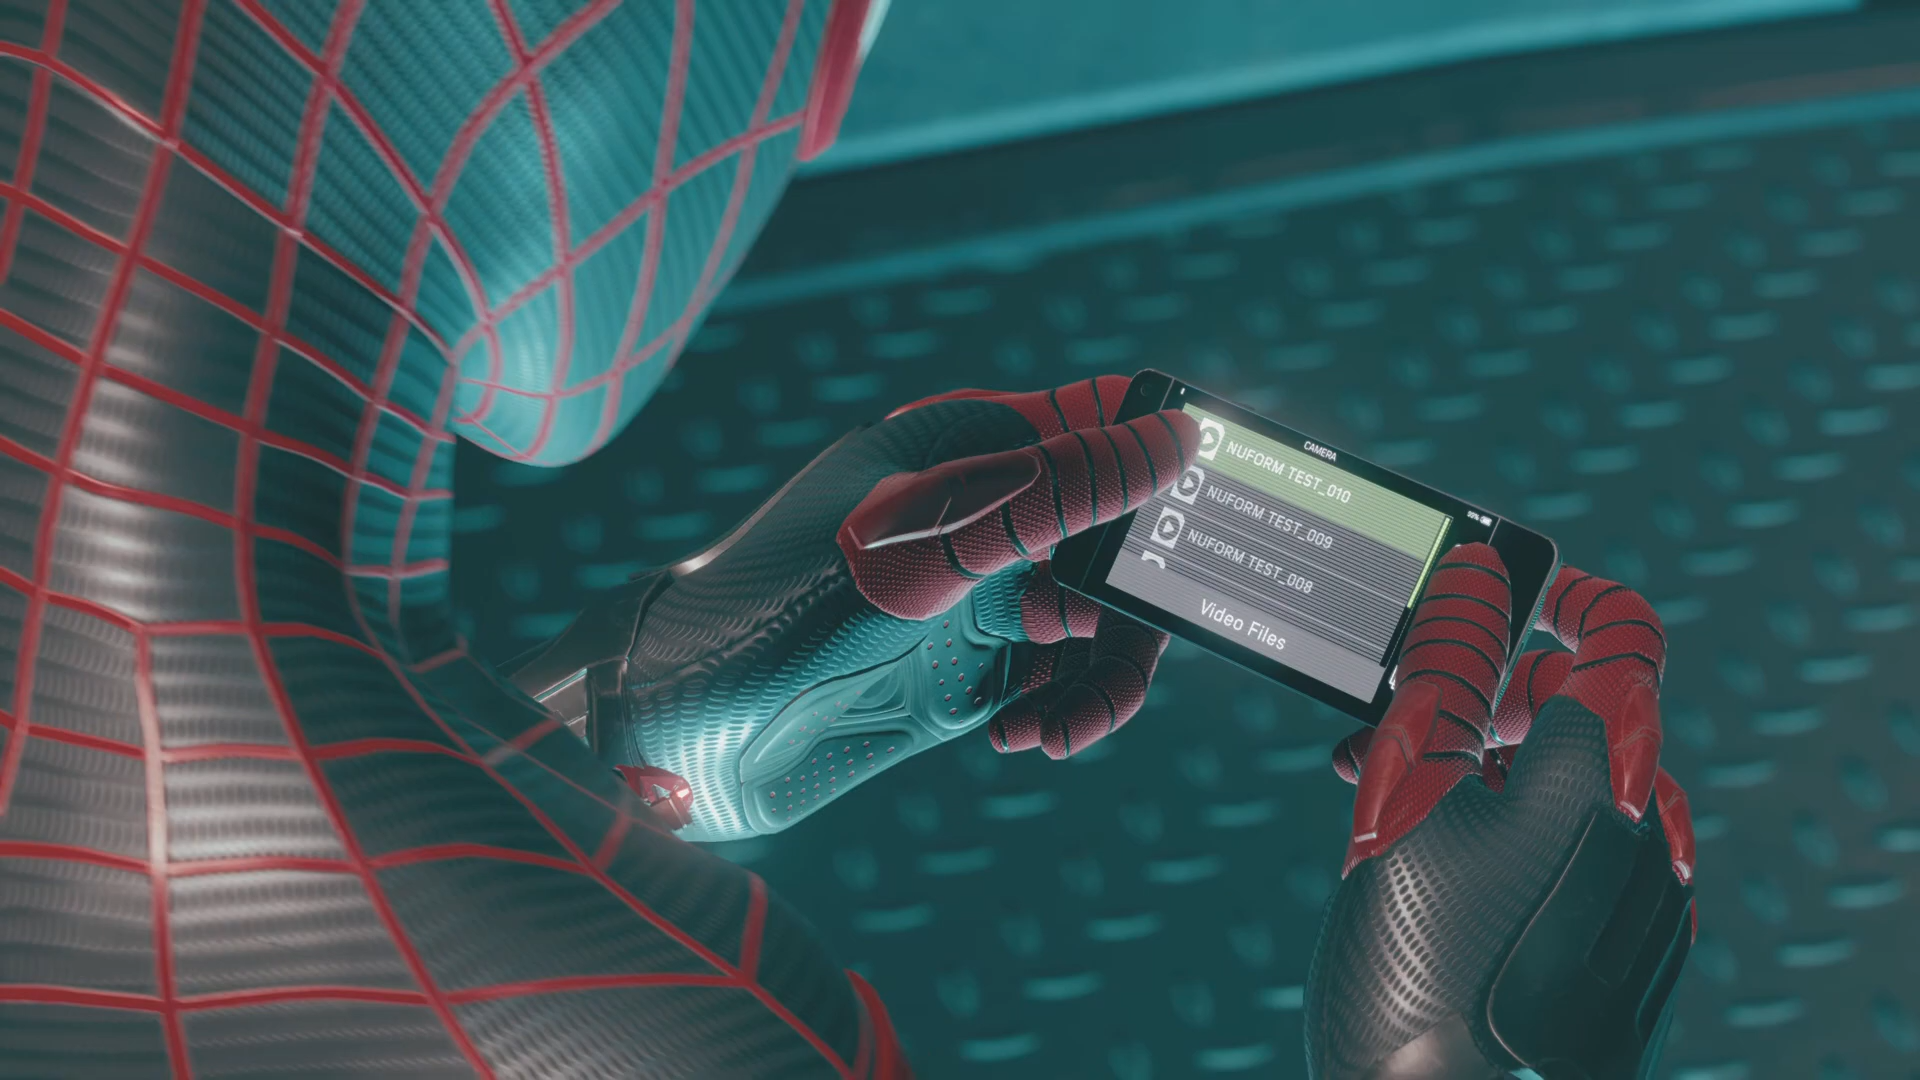 CAMERA
NUFORM TEST_010
NUFORM TEST_009
NUFORM TEST_008
Video Files